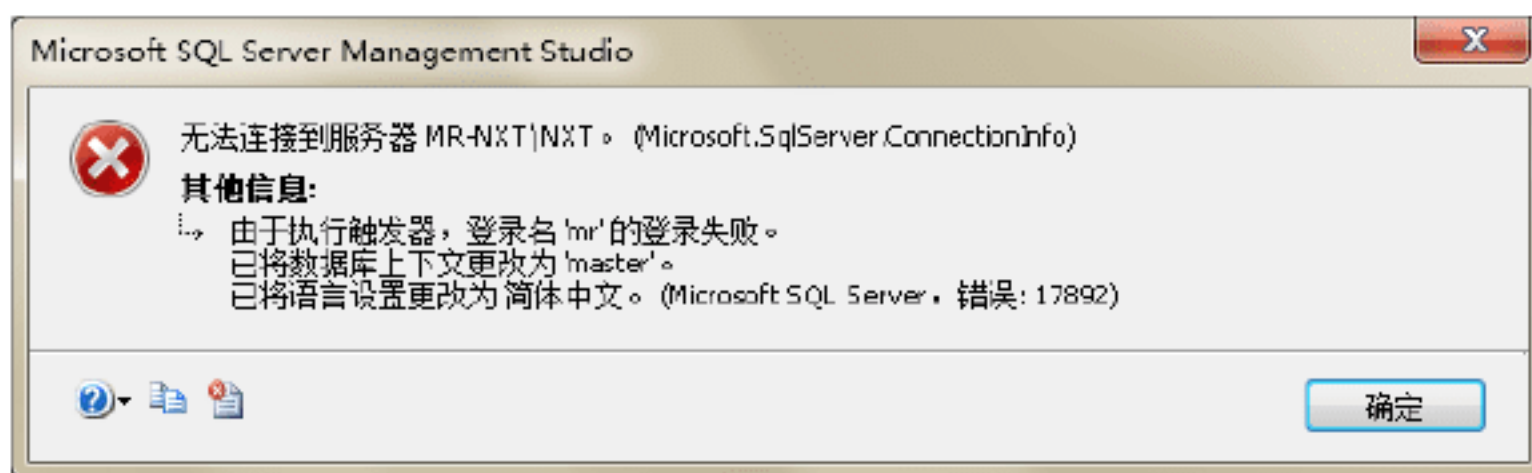 Microsoft SQL Server Management Studio
无法连接到服务器 MR-NXT\NXT。 (Microsoft.SqlServer.ConnectionInfo)
其他信息:
由于执行触发器，登录名 'mr' 的登录失败。
已将数据库上下文更改为 'master'。
已将语言设置更改为 简体中文。 (Microsoft SQL Server，错误: 17892)
确定